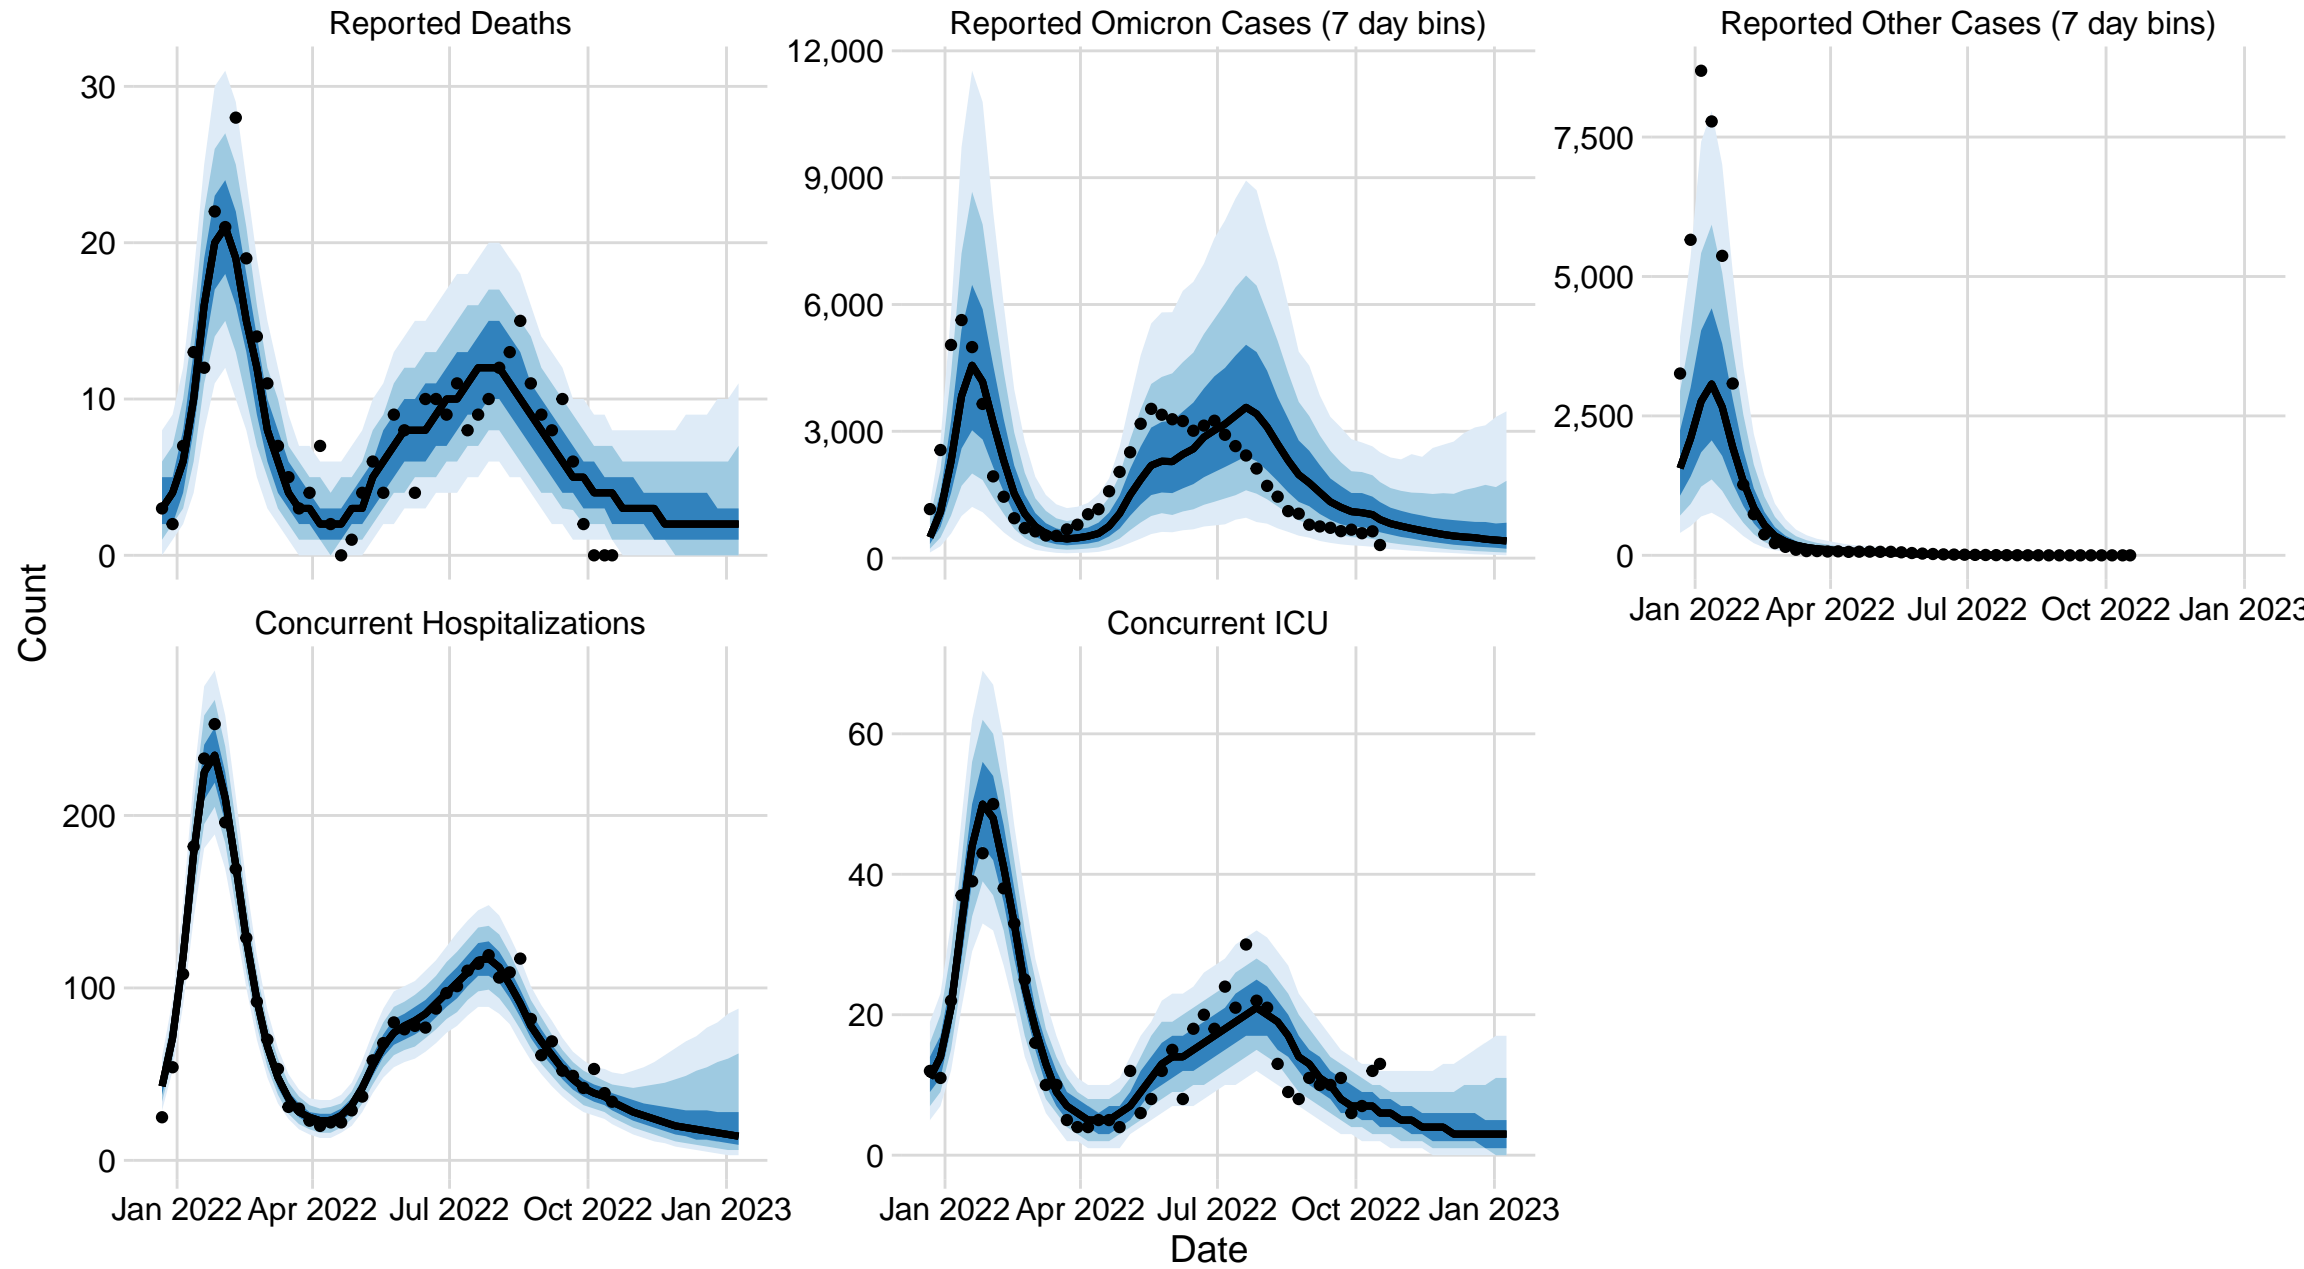 Reported Deaths
Reported Omicron Cases (7 day bins)
Reported Other Cases (7 day bins)
30
20
10
0
12,000
9,000
6,000
3,000
0
7,500
5,000
2,500
0
Jan 2022 Apr 2022 Jul 2022 Oct 2022 Jan 2023
Count
Concurrent Hospitalizations
Concurrent ICU
200
100
0
60
40
20
0
Jan 2022 Apr 2022 Jul 2022 Oct 2022 Jan 2023
Jan 2022 Apr 2022 Jul 2022 Oct 2022 Jan 2023
Date